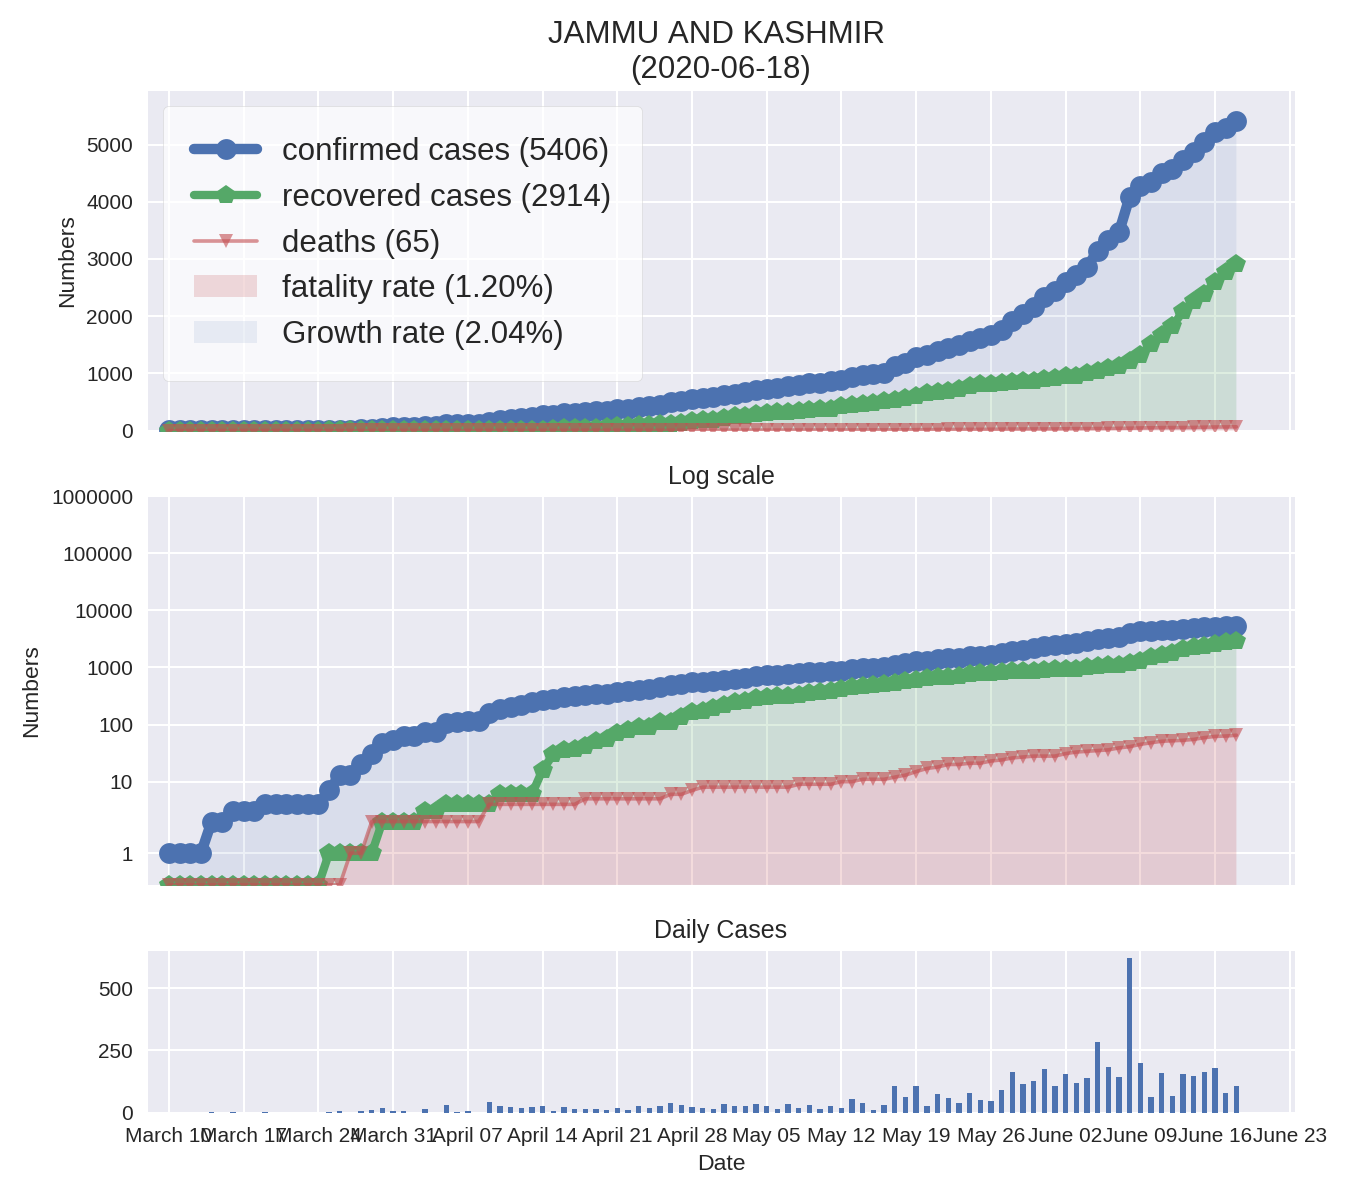 JAMMU AND KASHMIR
(2020-06-18)
confirmed cases (5406)
recovered cases (2914)
deaths (65)
fatality rate (1.20%)
Growth rate (2.04%)
Numbers
5000
4000
3000
2000
1000
0
Log scale
Numbers
1000000
100000
10000
1000
100
10
1
Daily Cases
500
250
0
March 10 March 17 March 24 March 31 April 07 April 14 April 21 April 28 May 05 May 12 May 19 May 26 June 02 June 09 June 16 June 23
Date